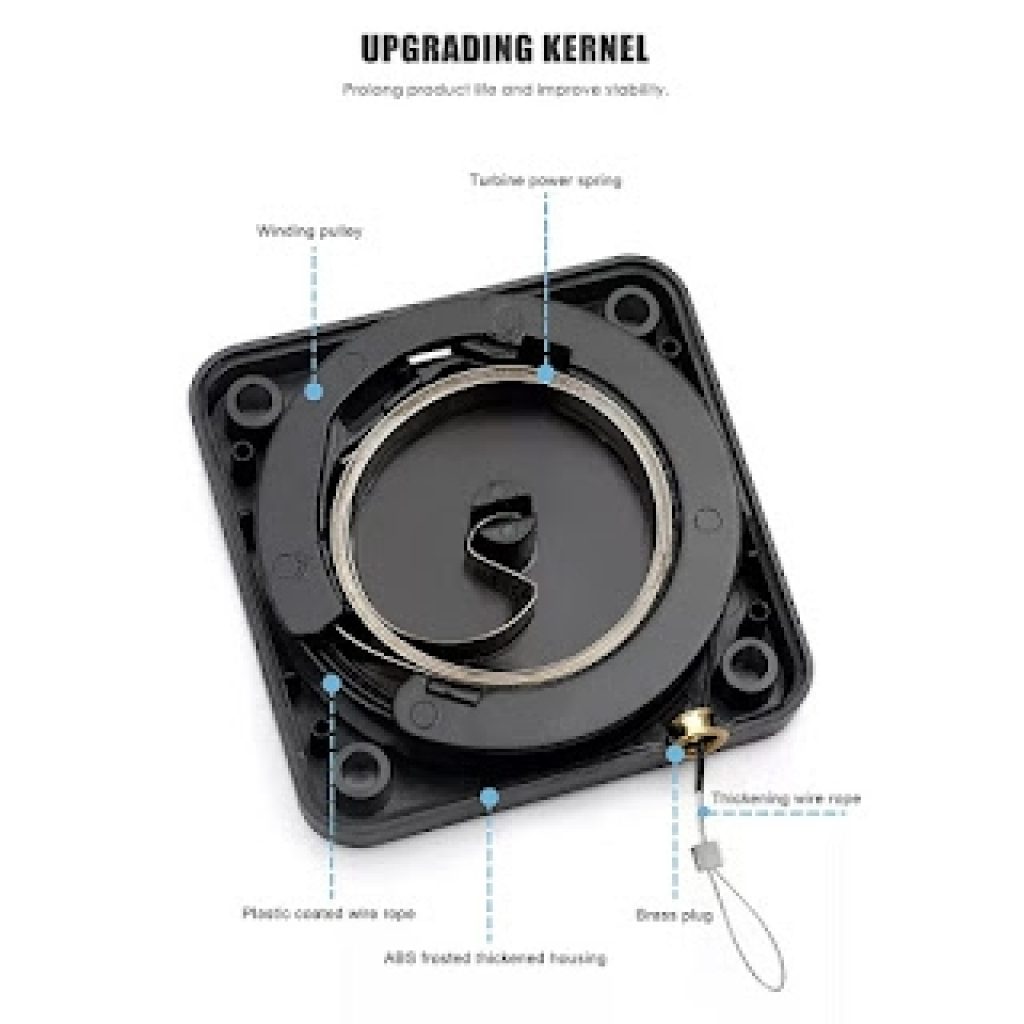 UPGRADING KERNEL
Prolong product life and improve stability.
Turbine power spring
Winding pulley
Thickening wire rope
Plastic coated wire rope
Brass plug
ABS frosted thickened housing